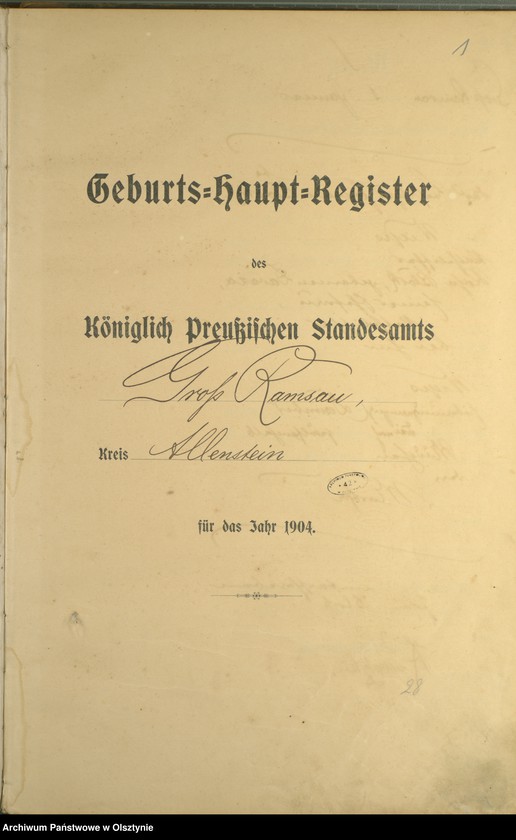 1
Geburts=Haupt=Register
des
Königlich Preußischen Standesamts
Groß Ramsau,
Kreis Allenstein
für das Jahr 1904.
28
Archiwum Państwowe w Olsztynie